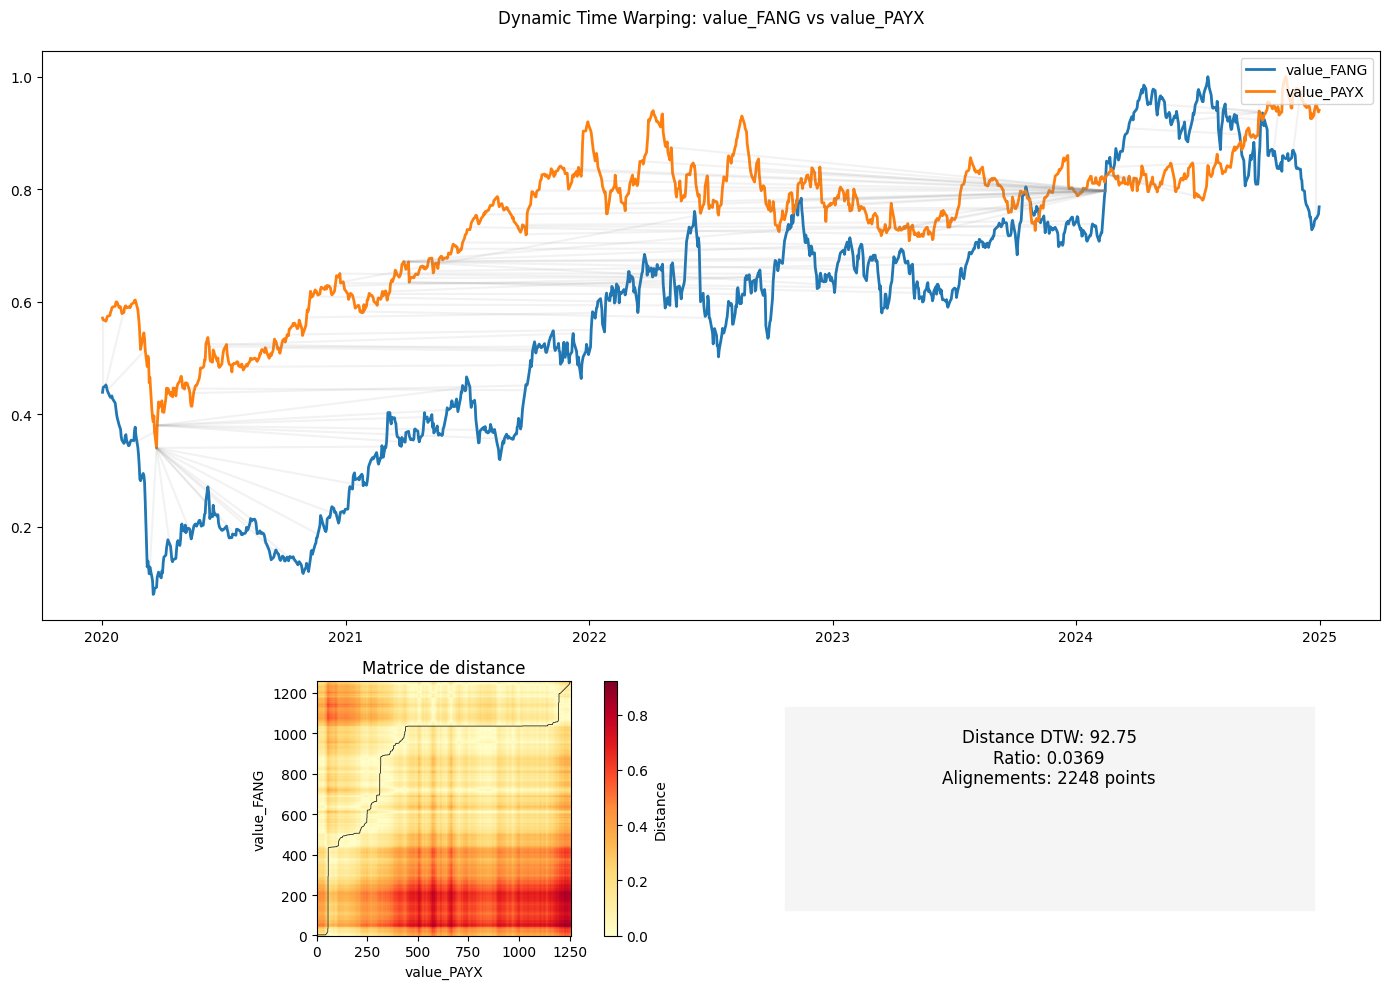 Dynamic Time Warping: value_FANG vs value_PAYX
value_FANG
value_PAYX
1.0
0.8
0.6
0.4
0.2
2020 2021 2022 2023 2024 2025
Matrice de distance
value_FANG
1200
1000
800
600
400
200
0
0 250 500 750 1000 1250
value_PAYX
0.8
0.6
0.4
0.2
0.0
Distance
Distance DTW: 92.75
Ratio: 0.0369
Alignements: 2248 points